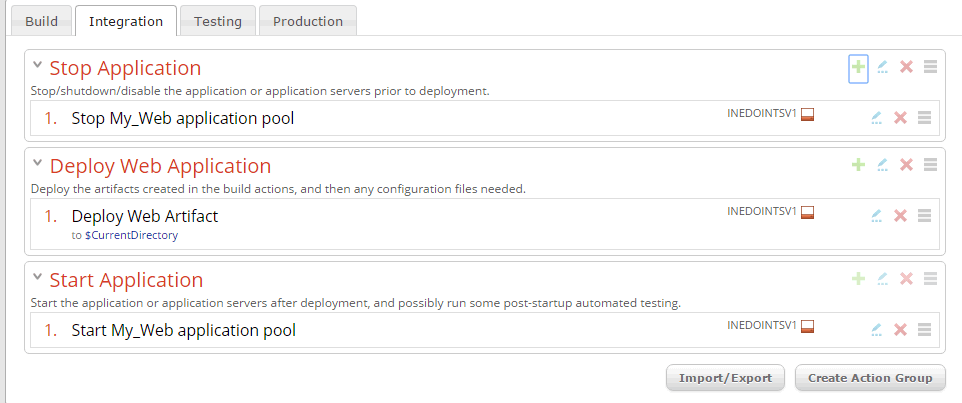 Build Integration Testing Production
Stop Application
Stop/shutdown/disable the application or application servers prior to deployment.
1. Stop My_Web application pool INEDOINTSV1
Deploy Web Application
Deploy the artifacts created in the build actions, and then any configuration files needed.
1. Deploy Web Artifact INEDOINTSV1
to $CurrentDirectory
Start Application
Start the application or application servers after deployment, and possibly run some post-startup automated testing.
1. Start My_Web application pool INEDOINTSV1
Import/Export Create Action Group